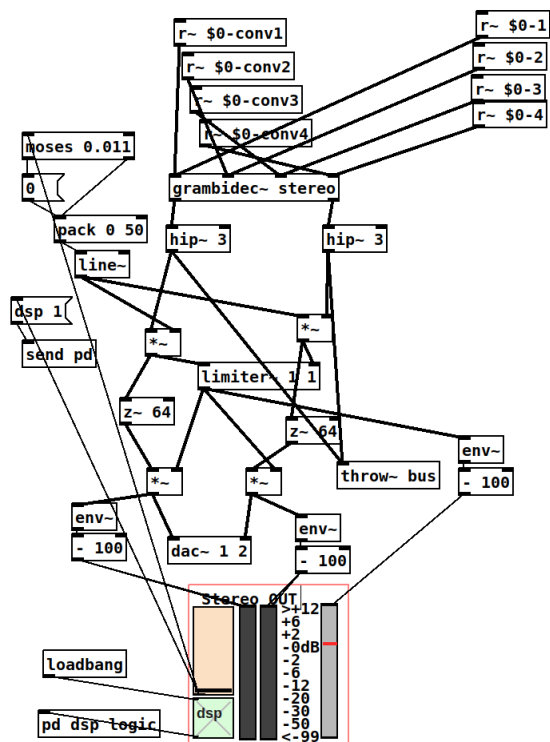 r~ $0-conv1
r~ $0-1
r~ $0-conv2
r~ $0-2
r~ $0-conv3
r~ $0-3
r~ $0-conv4
r~ $0-4
moses 0.011
0
grambidec~ stereo
pack 0 50
hip~ 3
hip~ 3
line~
dsp 1
*~
*~
send pd
limiter~ 1 1
z~ 64
z~ 64
env~
*~
*~
throw~ bus
- 100
env~
env~
- 100
dac~ 1 2
- 100
Stereo OUT
>+12
+6
+2
-0dB
-2
-6
-12
-20
-30
-50
<-99
loadbang
dsp
pd dsp logic